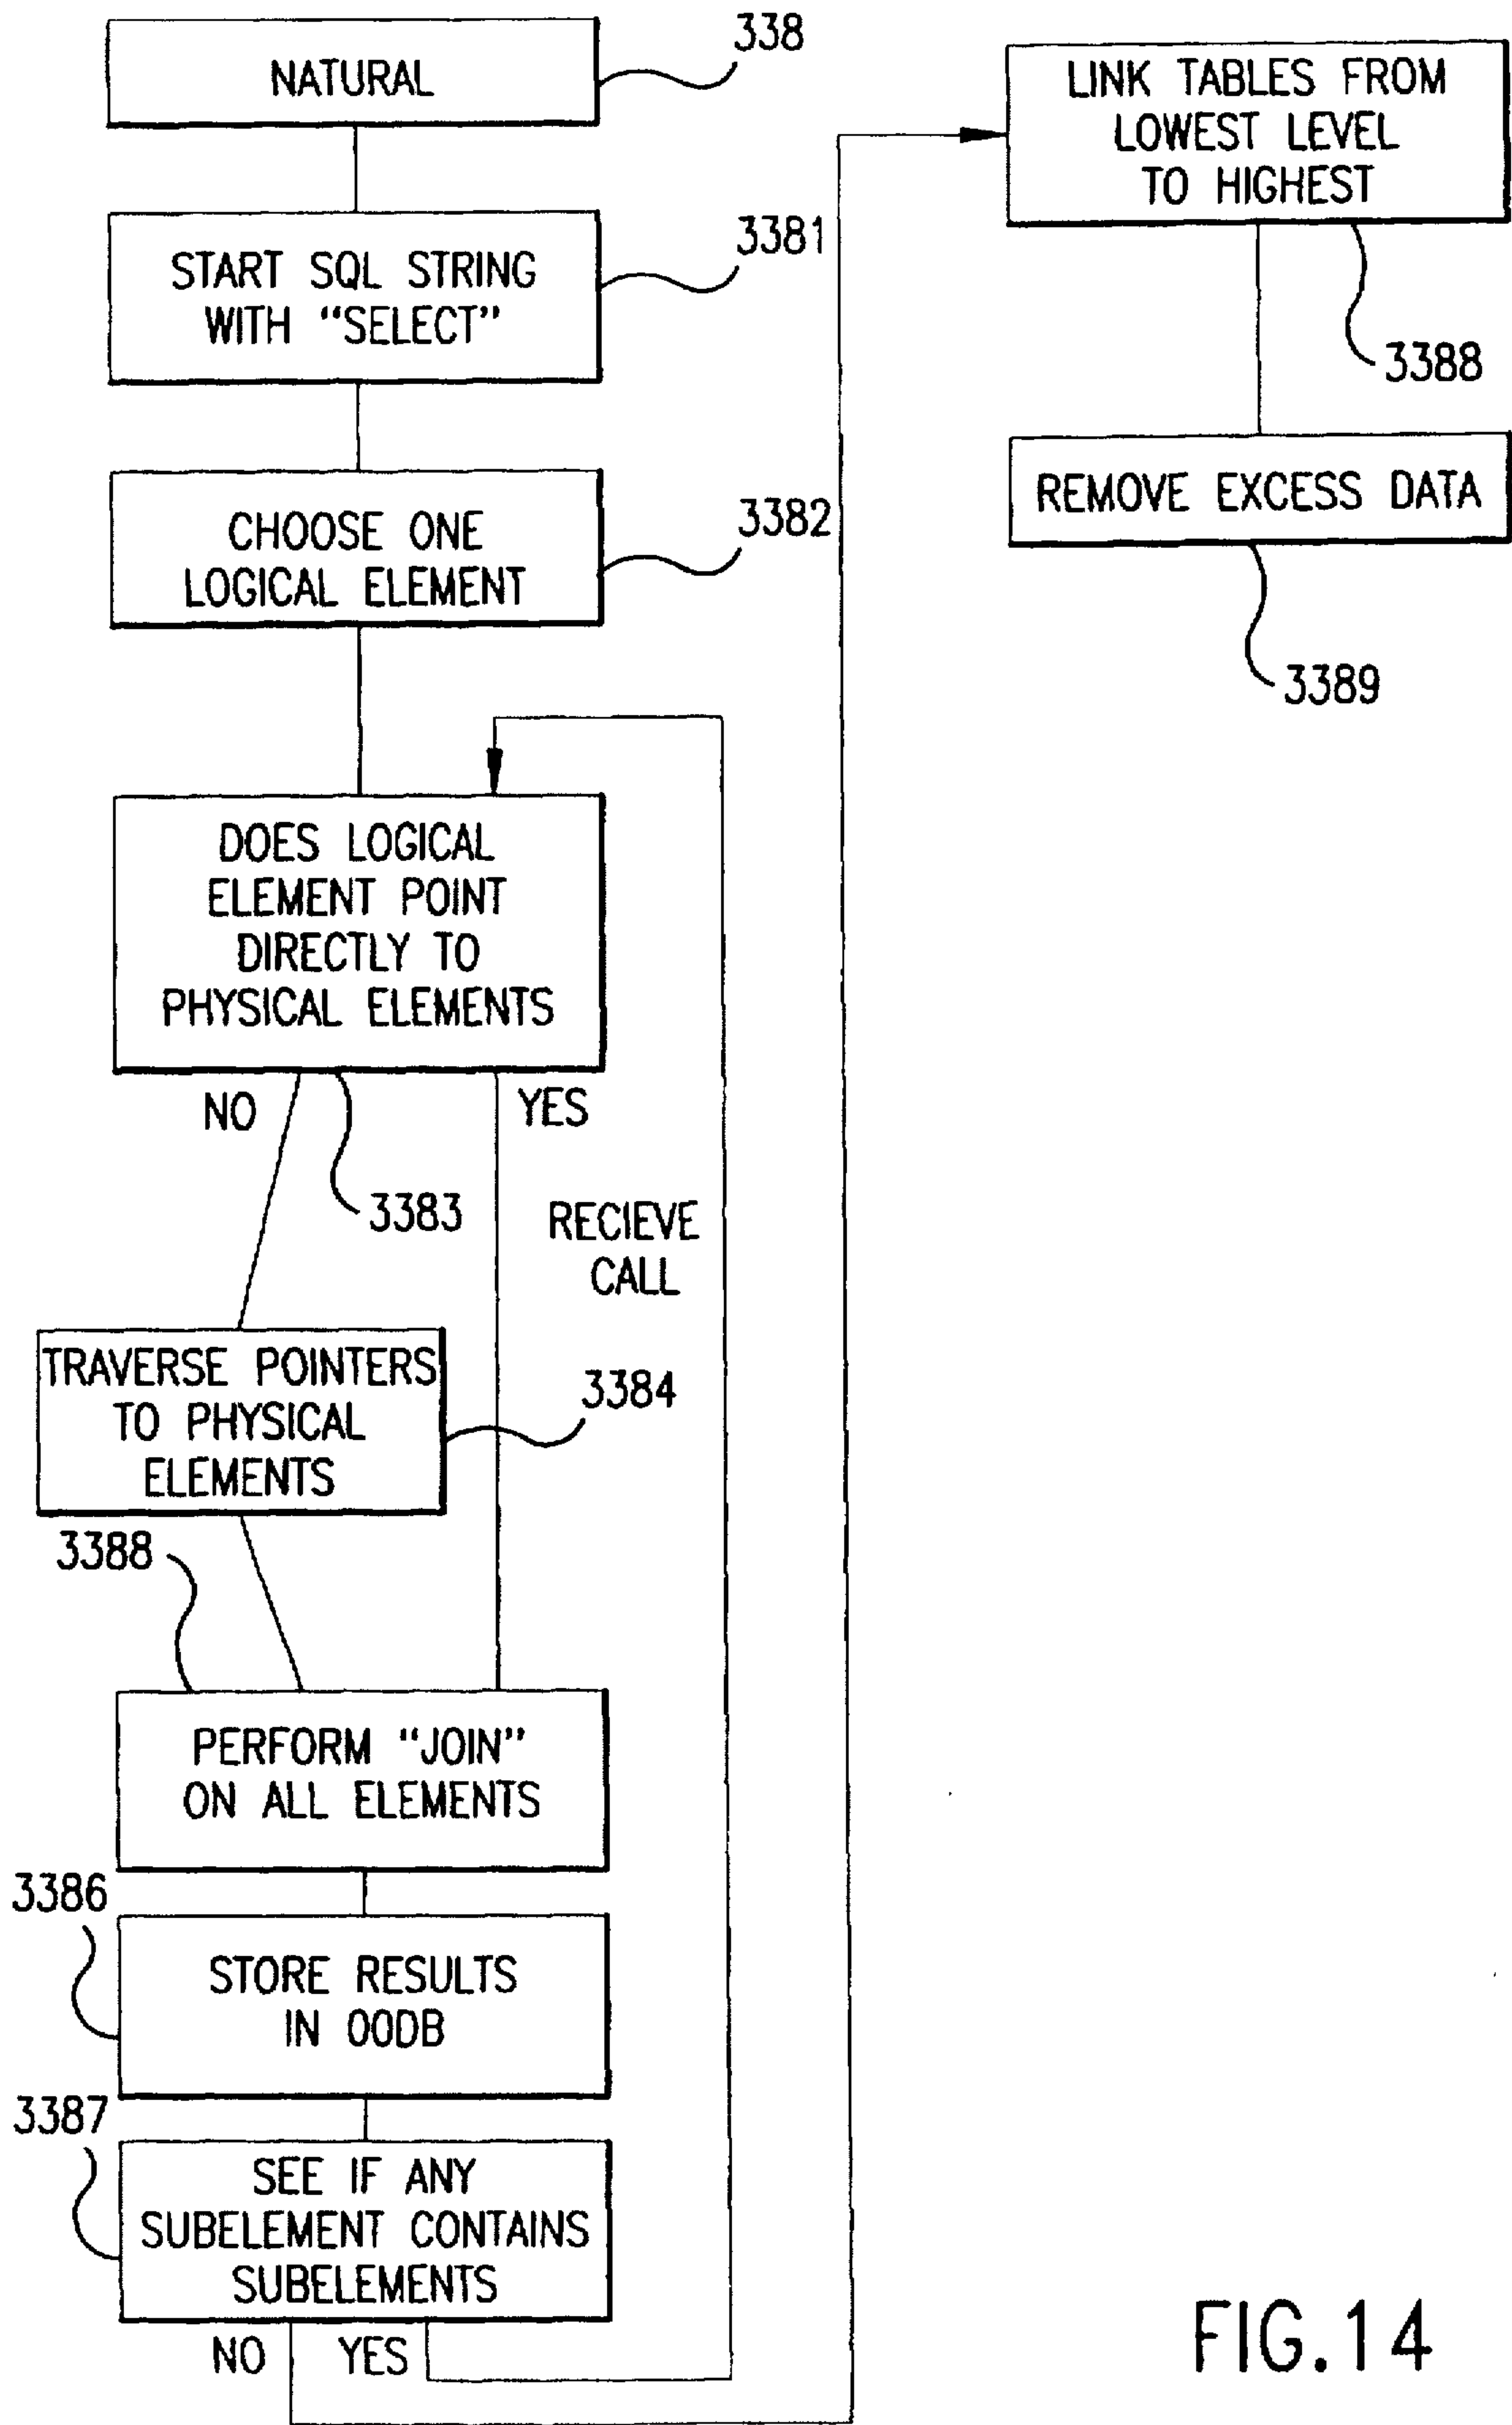 NATURAL
338
START SQL STRING
WITH “SELECT”
3381
CHOOSE ONE
LOGICAL ELEMENT
3382
DOES LOGICAL
ELEMENT POINT
DIRECTLY TO
PHYSICAL ELEMENTS
NO
YES
3383
RECIEVE
CALL
TRAVERSE POINTERS
TO PHYSICAL
ELEMENTS
3384
3388
PERFORM “JOIN”
ON ALL ELEMENTS
3386
STORE RESULTS
IN OODB
3387
SEE IF ANY
SUBELEMENT CONTAINS
SUBELEMENTS
NO
YES
LINK TABLES FROM
LOWEST LEVEL
TO HIGHEST
3388
REMOVE EXCESS DATA
3389
FIG.14